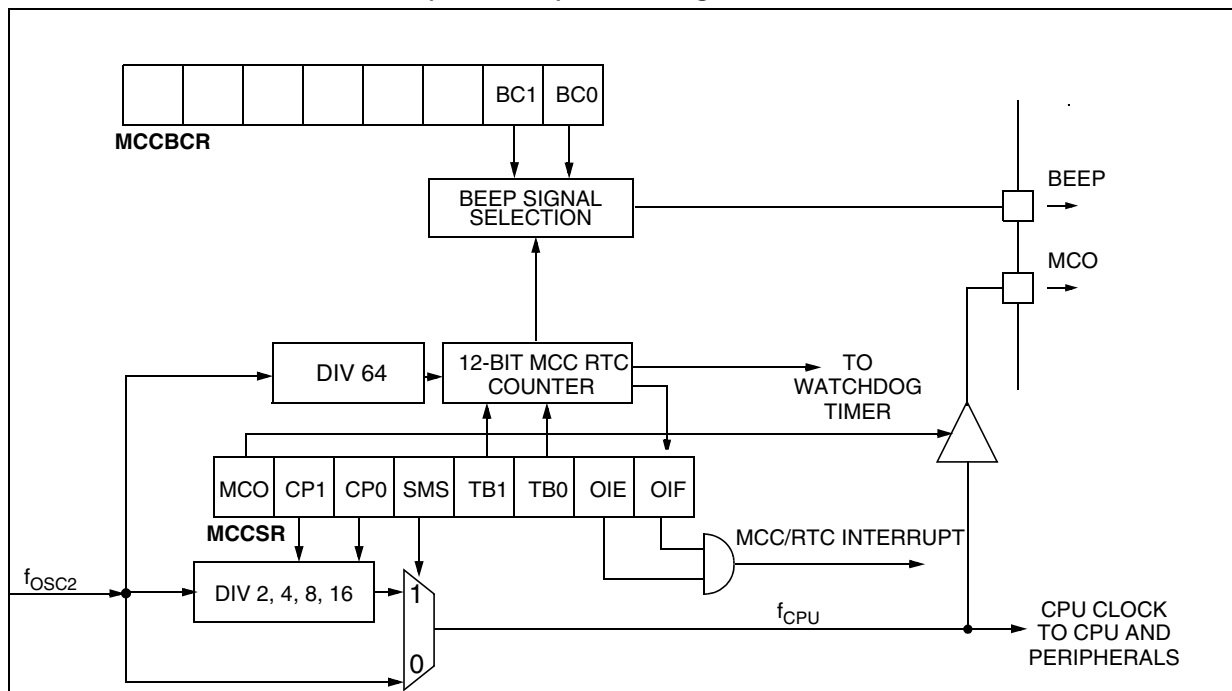 BC1 BC0
MCCBCR
BEEP SIGNAL
SELECTION
BEEP
MCO
DIV 64
12-BIT MCC RTC
COUNTER
TO
WATCHDOG
TIMER
MCO CP1 CP0 SMS TB1 TB0 OIE OIF
MCCSR
MCC/RTC INTERRUPT
fOSC2
DIV 2, 4, 8, 16
1
0
fCPU
CPU CLOCK
TO CPU AND
PERIPHERALS